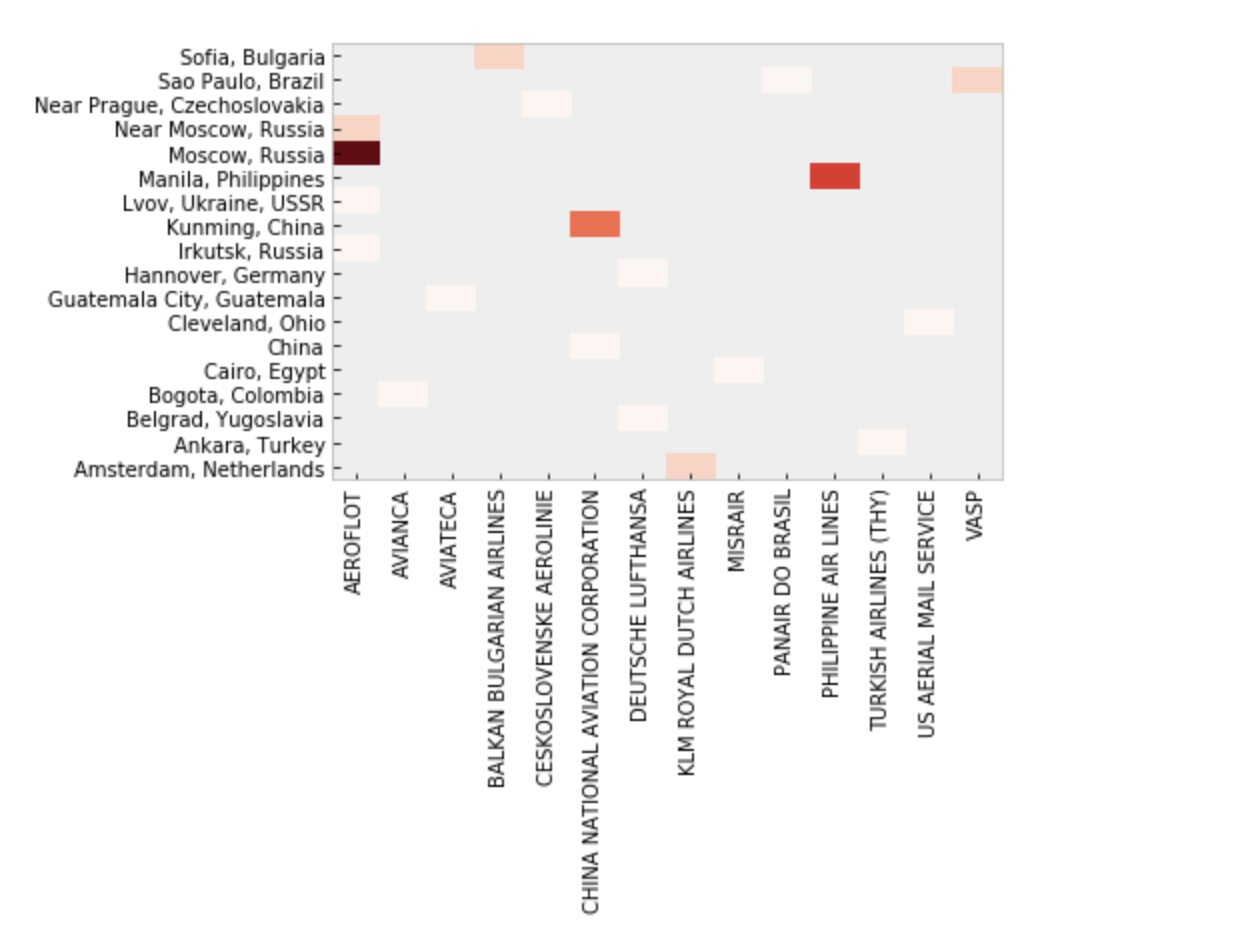 Sofia, Bulgaria
Sao Paulo, Brazil
Near Prague, Czechoslovakia
Near Moscow, Russia
Moscow, Russia
Manila, Philippines
Lvov, Ukraine, USSR
Kunming, China
Irkutsk, Russia
Hannover, Germany
Guatemala City, Guatemala
Cleveland, Ohio
China
Cairo, Egypt
Bogota, Colombia
Belgrad, Yugoslavia
Ankara, Turkey
Amsterdam, Netherlands
AEROFLOT
AVIANCA
AVIATECA
BALKAN BULGARIAN AIRLINES
CESKOSLOVENSKE AEROLINIE
CHINA NATIONAL AVIATION CORPORATION
DEUTSCHE LUFTHANSA
KLM ROYAL DUTCH AIRLINES
MISRAIR
PANAIR DO BRASIL
PHILIPPINE AIR LINES
TURKISH AIRLINES (THY)
US AERIAL MAIL SERVICE
VASP